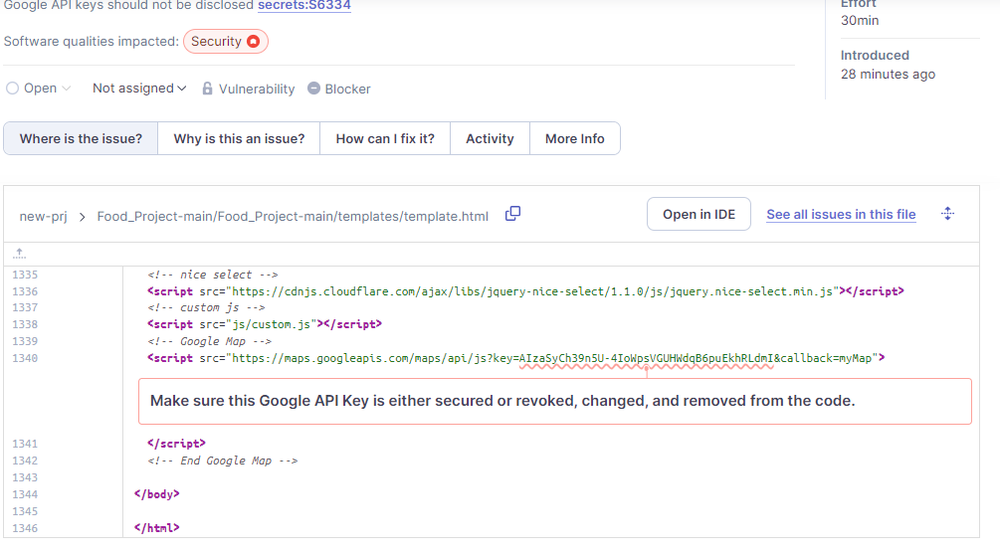 Google API keys should not be disclosed secrets:S6334
Software qualities impacted: Security
Open Not assigned Vulnerability Blocker
Effort
30min
Introduced
28 minutes ago
Where is the issue? Why is this an issue? How can I fix it? Activity More Info
new-prj > Food_Project-main/Food_Project-main/templates/template.html Open in IDE See all issues in this file
1335 <!-- nice select -->
1336 <script src="https://cdnjs.cloudflare.com/ajax/libs/jquery-nice-select/1.1.0/js/jquery.nice-select.min.js"></script>
1337 <!-- custom js -->
1338 <script src="js/custom.js"></script>
1339 <!-- Google Map -->
1340 <script src="https://maps.googleapis.com/maps/api/js?key=AIzaSyCh39n5U-4IoWpsVGUHWdqB6puEkhRLdmI&callback=myMap">
Make sure this Google API Key is either secured or revoked, changed, and removed from the code.
1341 </script>
1342 <!-- End Google Map -->
1343
1344 </body>
1345
1346 </html>